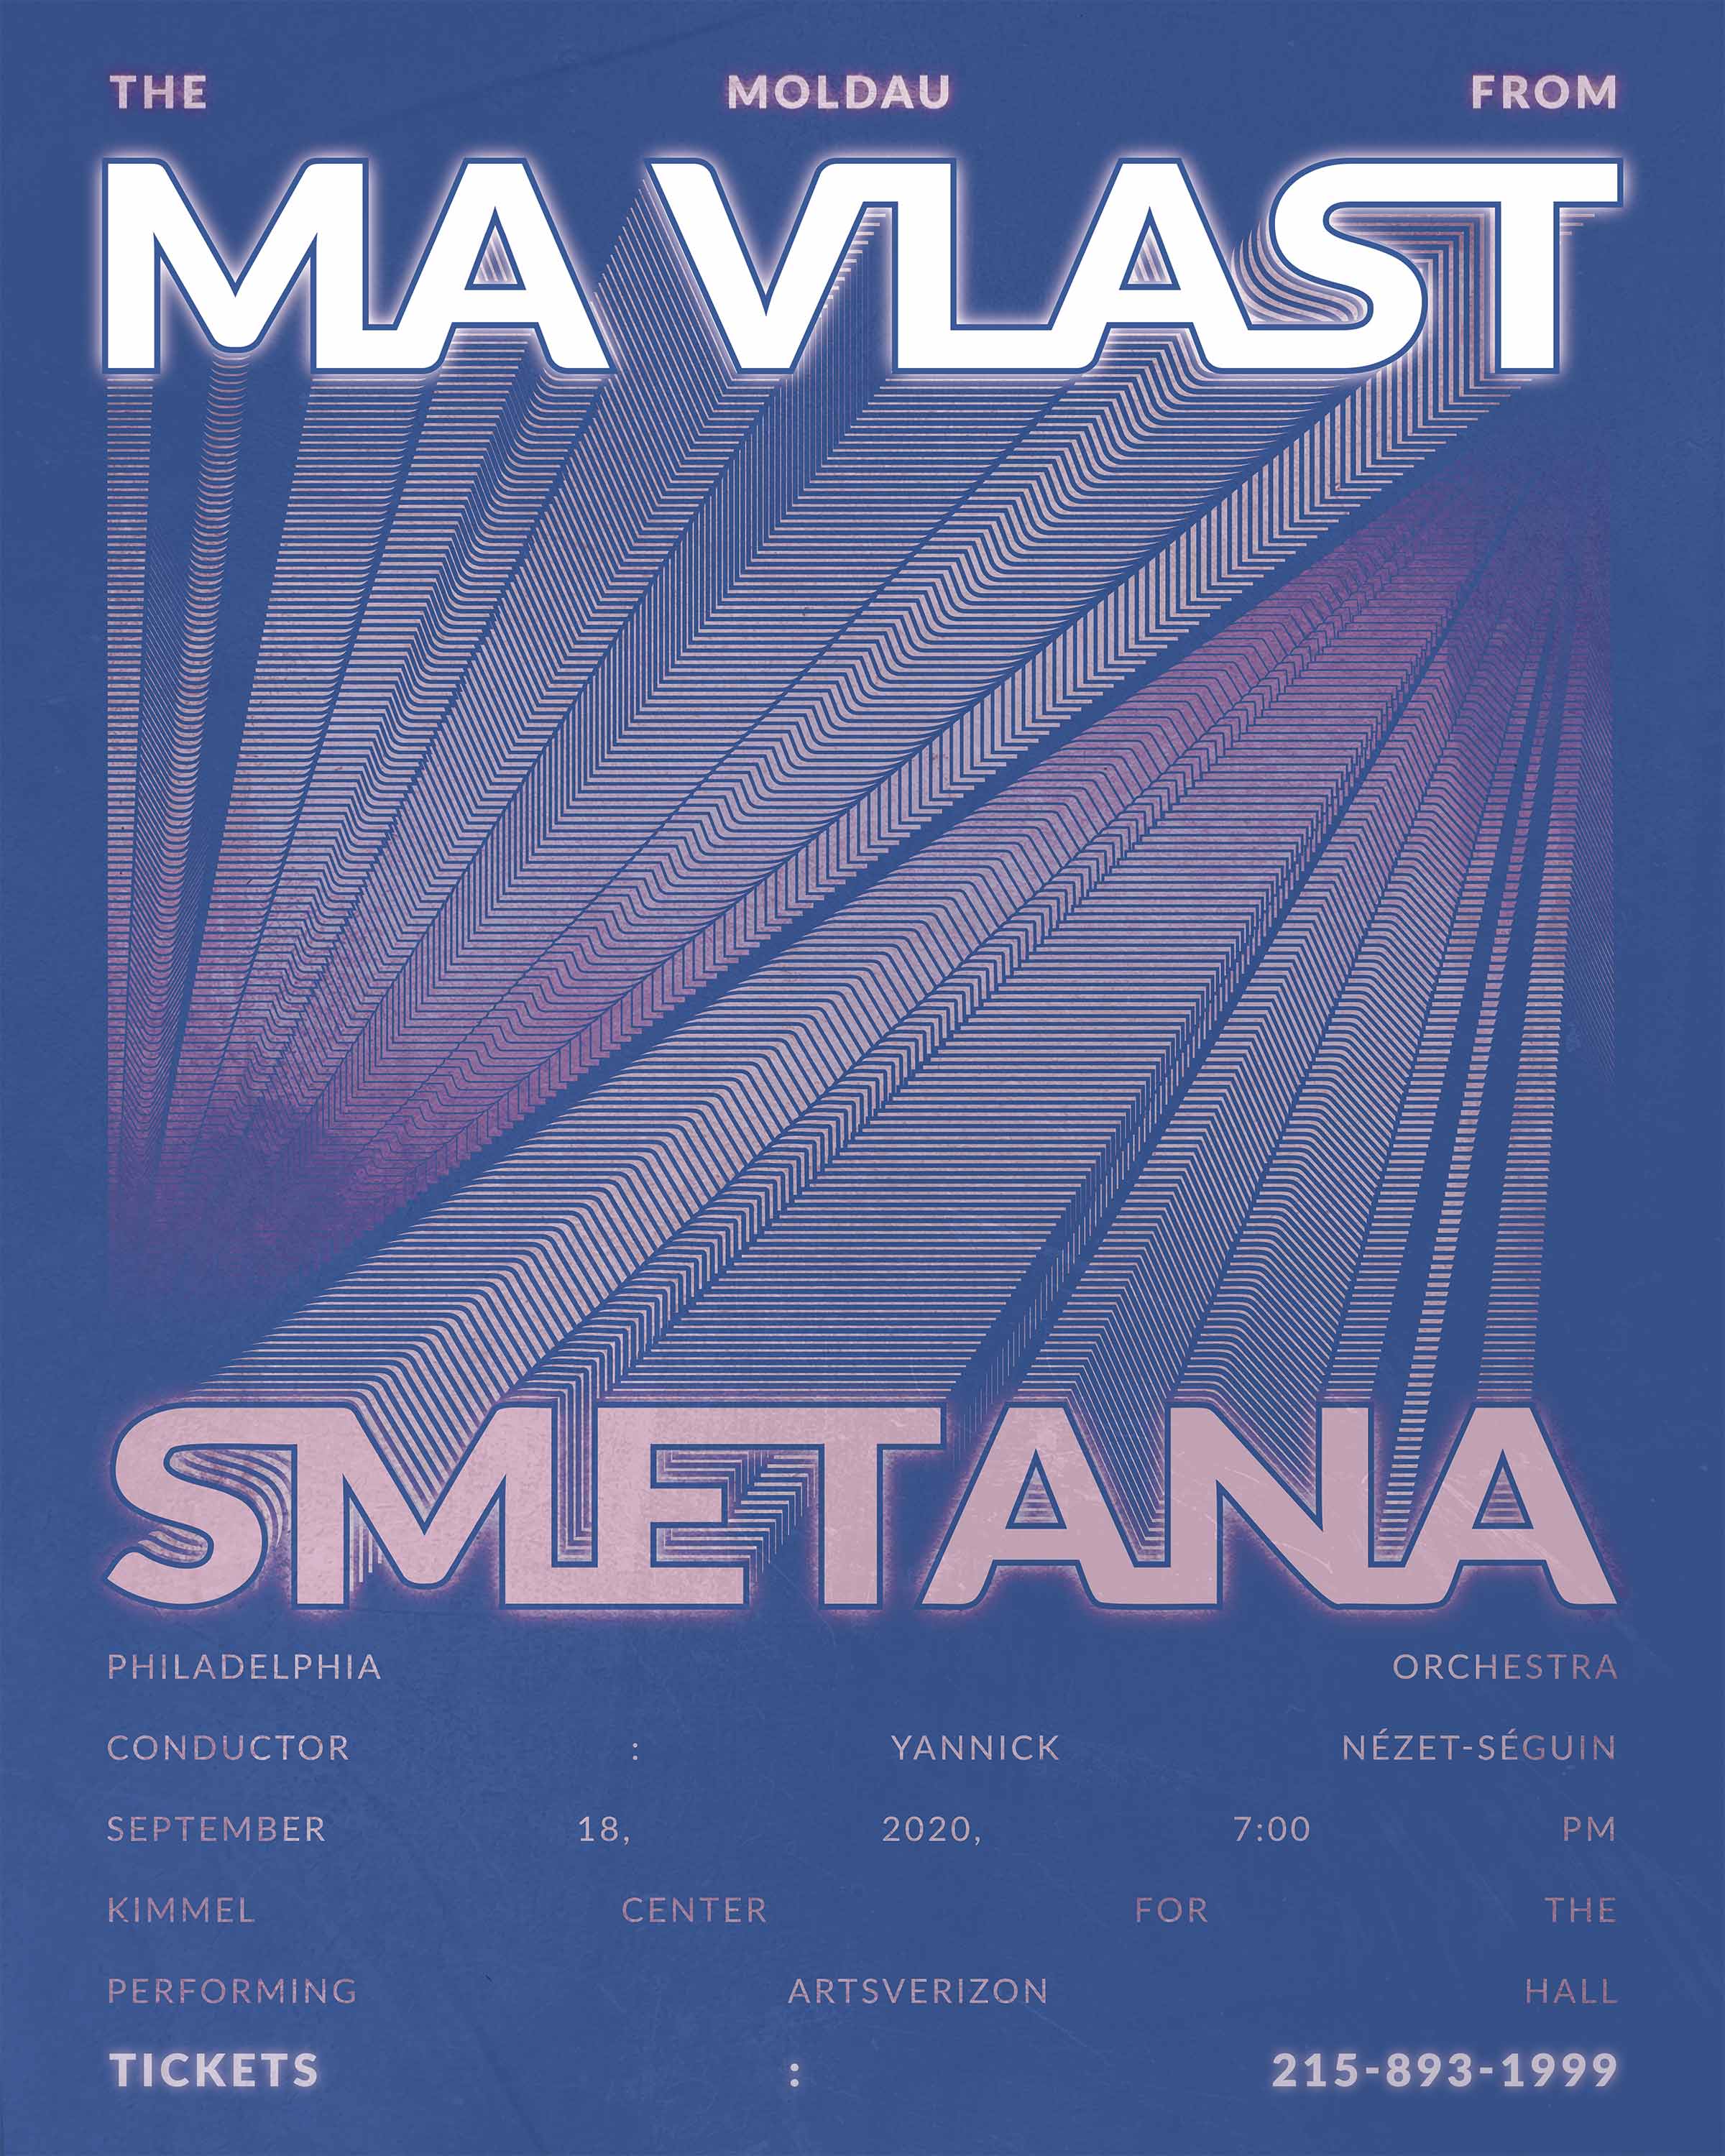 THE MOLDAU FROM
MA VLAST
SMETANA
PHILADELPHIA ORCHESTRA
CONDUCTOR : YANNICK NÉZET-SÉGUIN
SEPTEMBER 18, 2020, 7:00 PM
KIMMEL CENTER FOR THE
PERFORMING ARTSVERIZON HALL
TICKETS : 215-893-1999